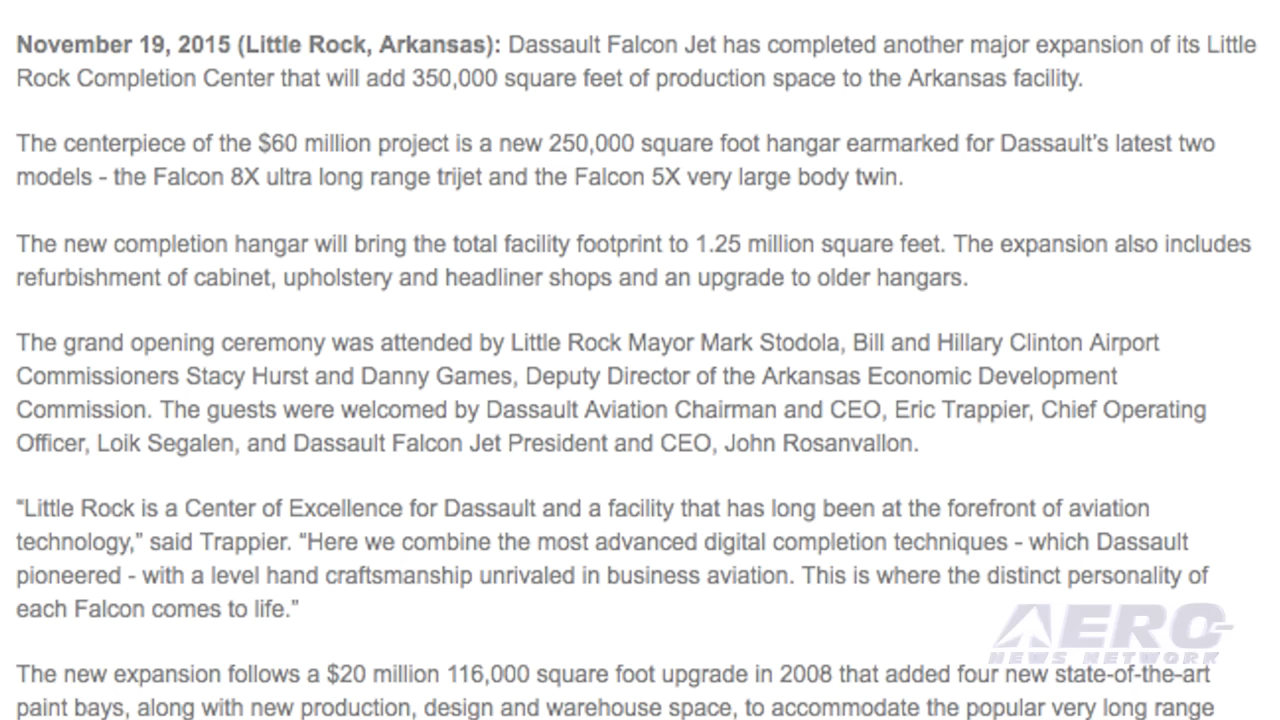 November 19, 2015 (Little Rock, Arkansas): Dassault Falcon Jet has completed another major expansion of its Little
Rock Completion Center that will add 350,000 square feet of production space to the Arkansas facility.
The centerpiece of the $60 million project is a new 250,000 square foot hangar earmarked for Dassault's latest two
models - the Falcon 8X ultra long range trijet and the Falcon 5X very large body twin.
The new completion hangar will bring the total facility footprint to 1.25 million square feet. The expansion also includes
refurbishment of cabinet, upholstery and headliner shops and an upgrade to older hangars.
The grand opening ceremony was attended by Little Rock Mayor Mark Stodola, Bill and Hillary Clinton Airport
Commissioners Stacy Hurst and Danny Games, Deputy Director of the Arkansas Economic Development
Commission. The guests were welcomed by Dassault Aviation Chairman and CEO, Eric Trappier, Chief Operating
Officer, Loik Segalen, and Dassault Falcon Jet President and CEO, John Rosanvallon.
"Little Rock is a Center of Excellence for Dassault and a facility that has long been at the forefront of aviation
technology," said Trappier. "Here we combine the most advanced digital completion techniques - which Dassault
pioneered - with a level hand craftsmanship unrivaled in business aviation. This is where the distinct personality of
each Falcon comes to life."
AERO
NEWS NETWORK
The new expansion follows a $20 million 116,000 square foot upgrade in 2008 that added four new state-of-the-art
paint bays, along with new production, design and warehouse space, to accommodate the popular very long range